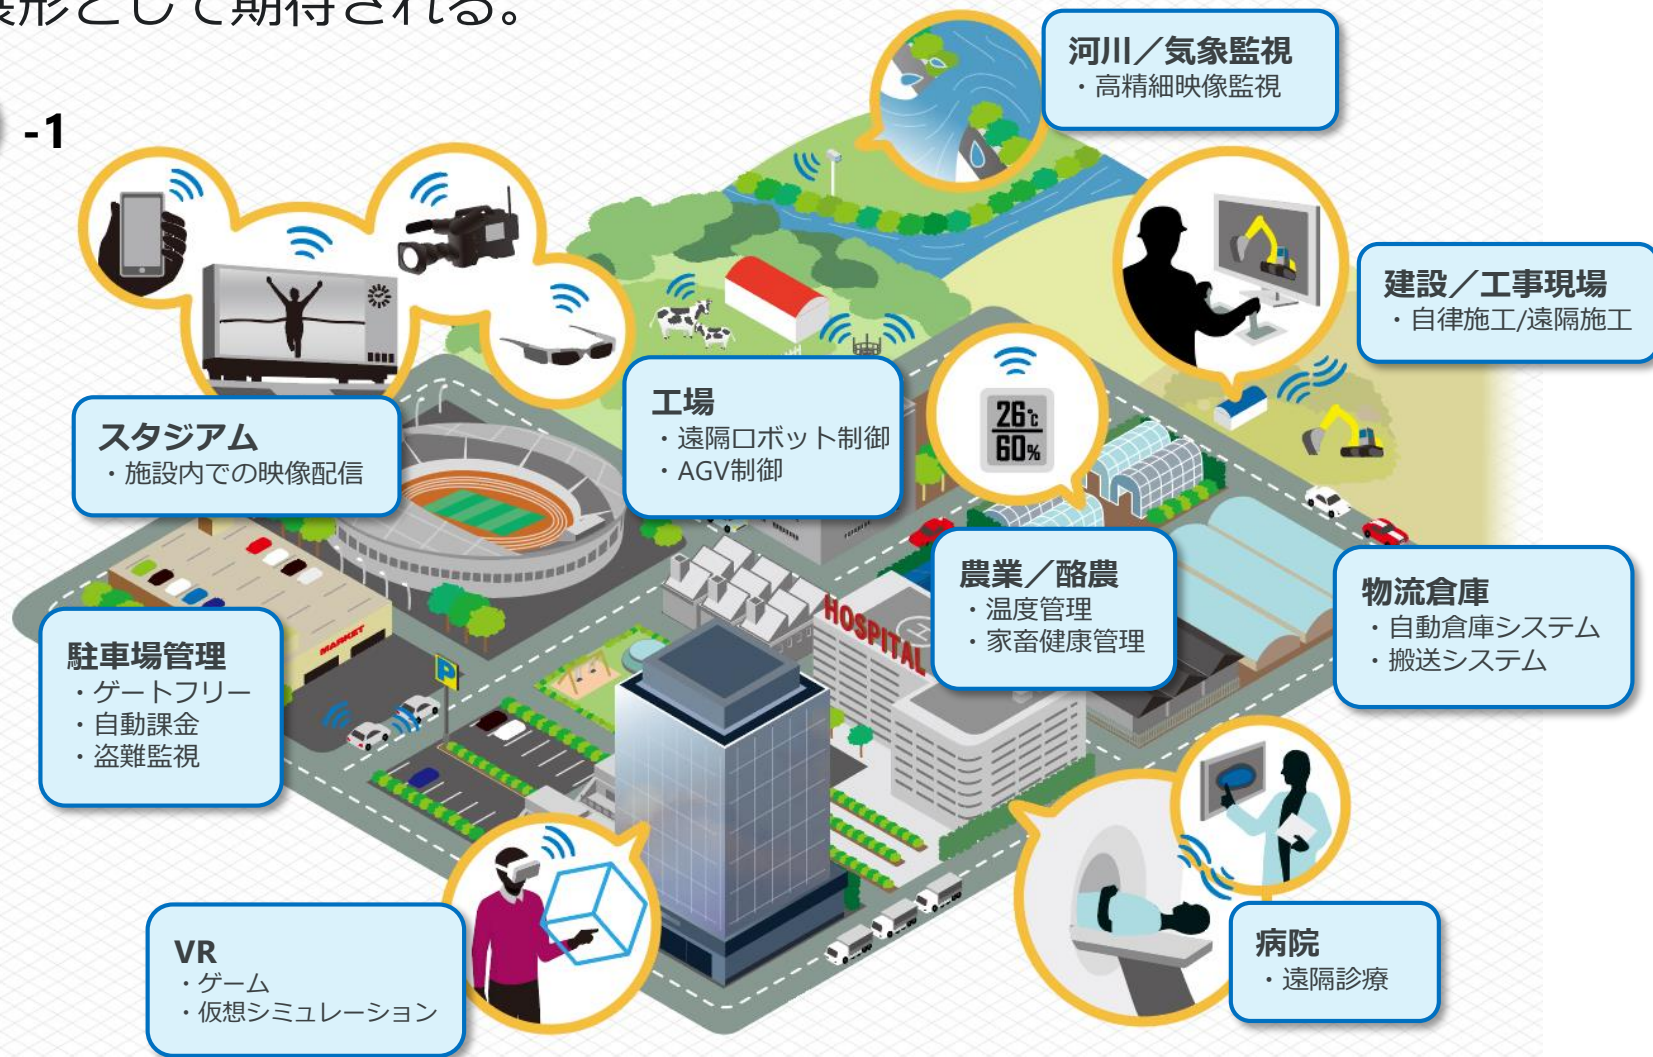 形として期待される。
-1
河川／気象監視
・高精細映像監視
建設／工事現場
・自律施工/遠隔施工
スタジアム
・施設内での映像配信
工場
・遠隔ロボット制御
・AGV制御
26℃
60%
農業／酪農
・温度管理
・家畜健康管理
物流倉庫
・自動倉庫システム
・搬送システム
駐車場管理
・ゲートフリー
・自動課金
・盗難監視
MARKET
P
HOSPITAL
H
VR
・ゲーム
・仮想シミュレーション
病院
・遠隔診療